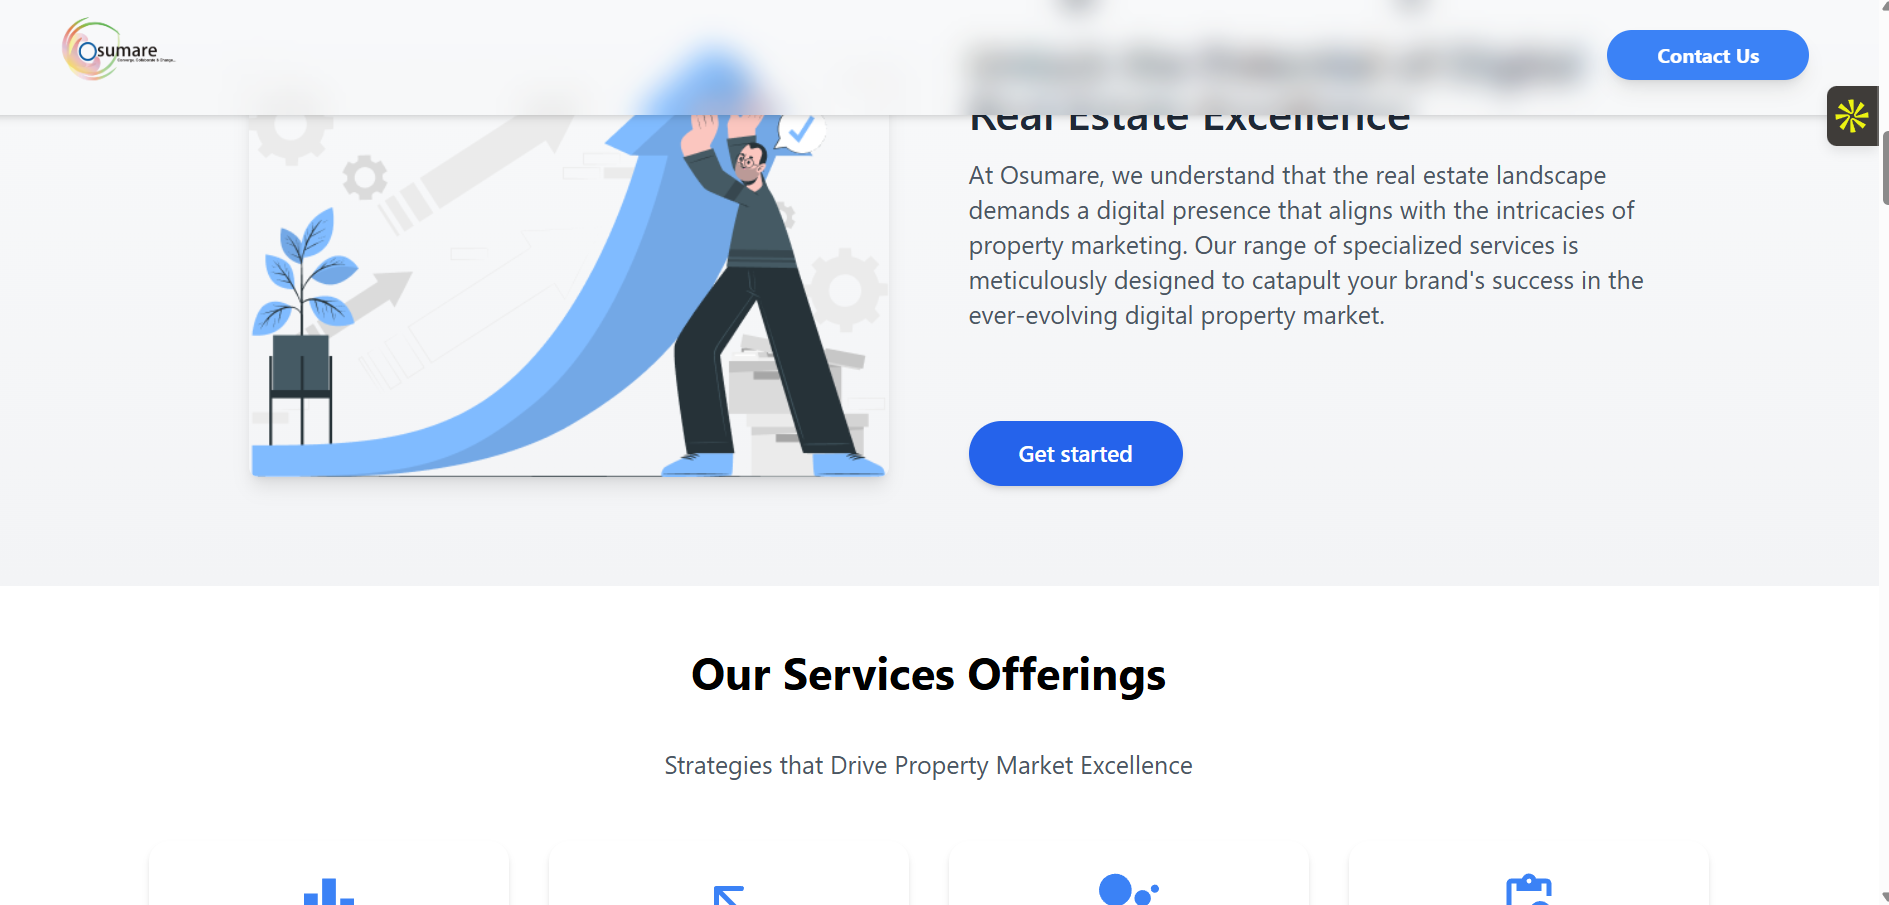 Osumare
Contact Us
Real Estate Excellence
At Osumare, we understand that the real estate landscape
demands a digital presence that aligns with the intricacies of
property marketing. Our range of specialized services is
meticulously designed to catapult your brand's success in the
ever-evolving digital property market.
Get started
Our Services Offerings
Strategies that Drive Property Market Excellence